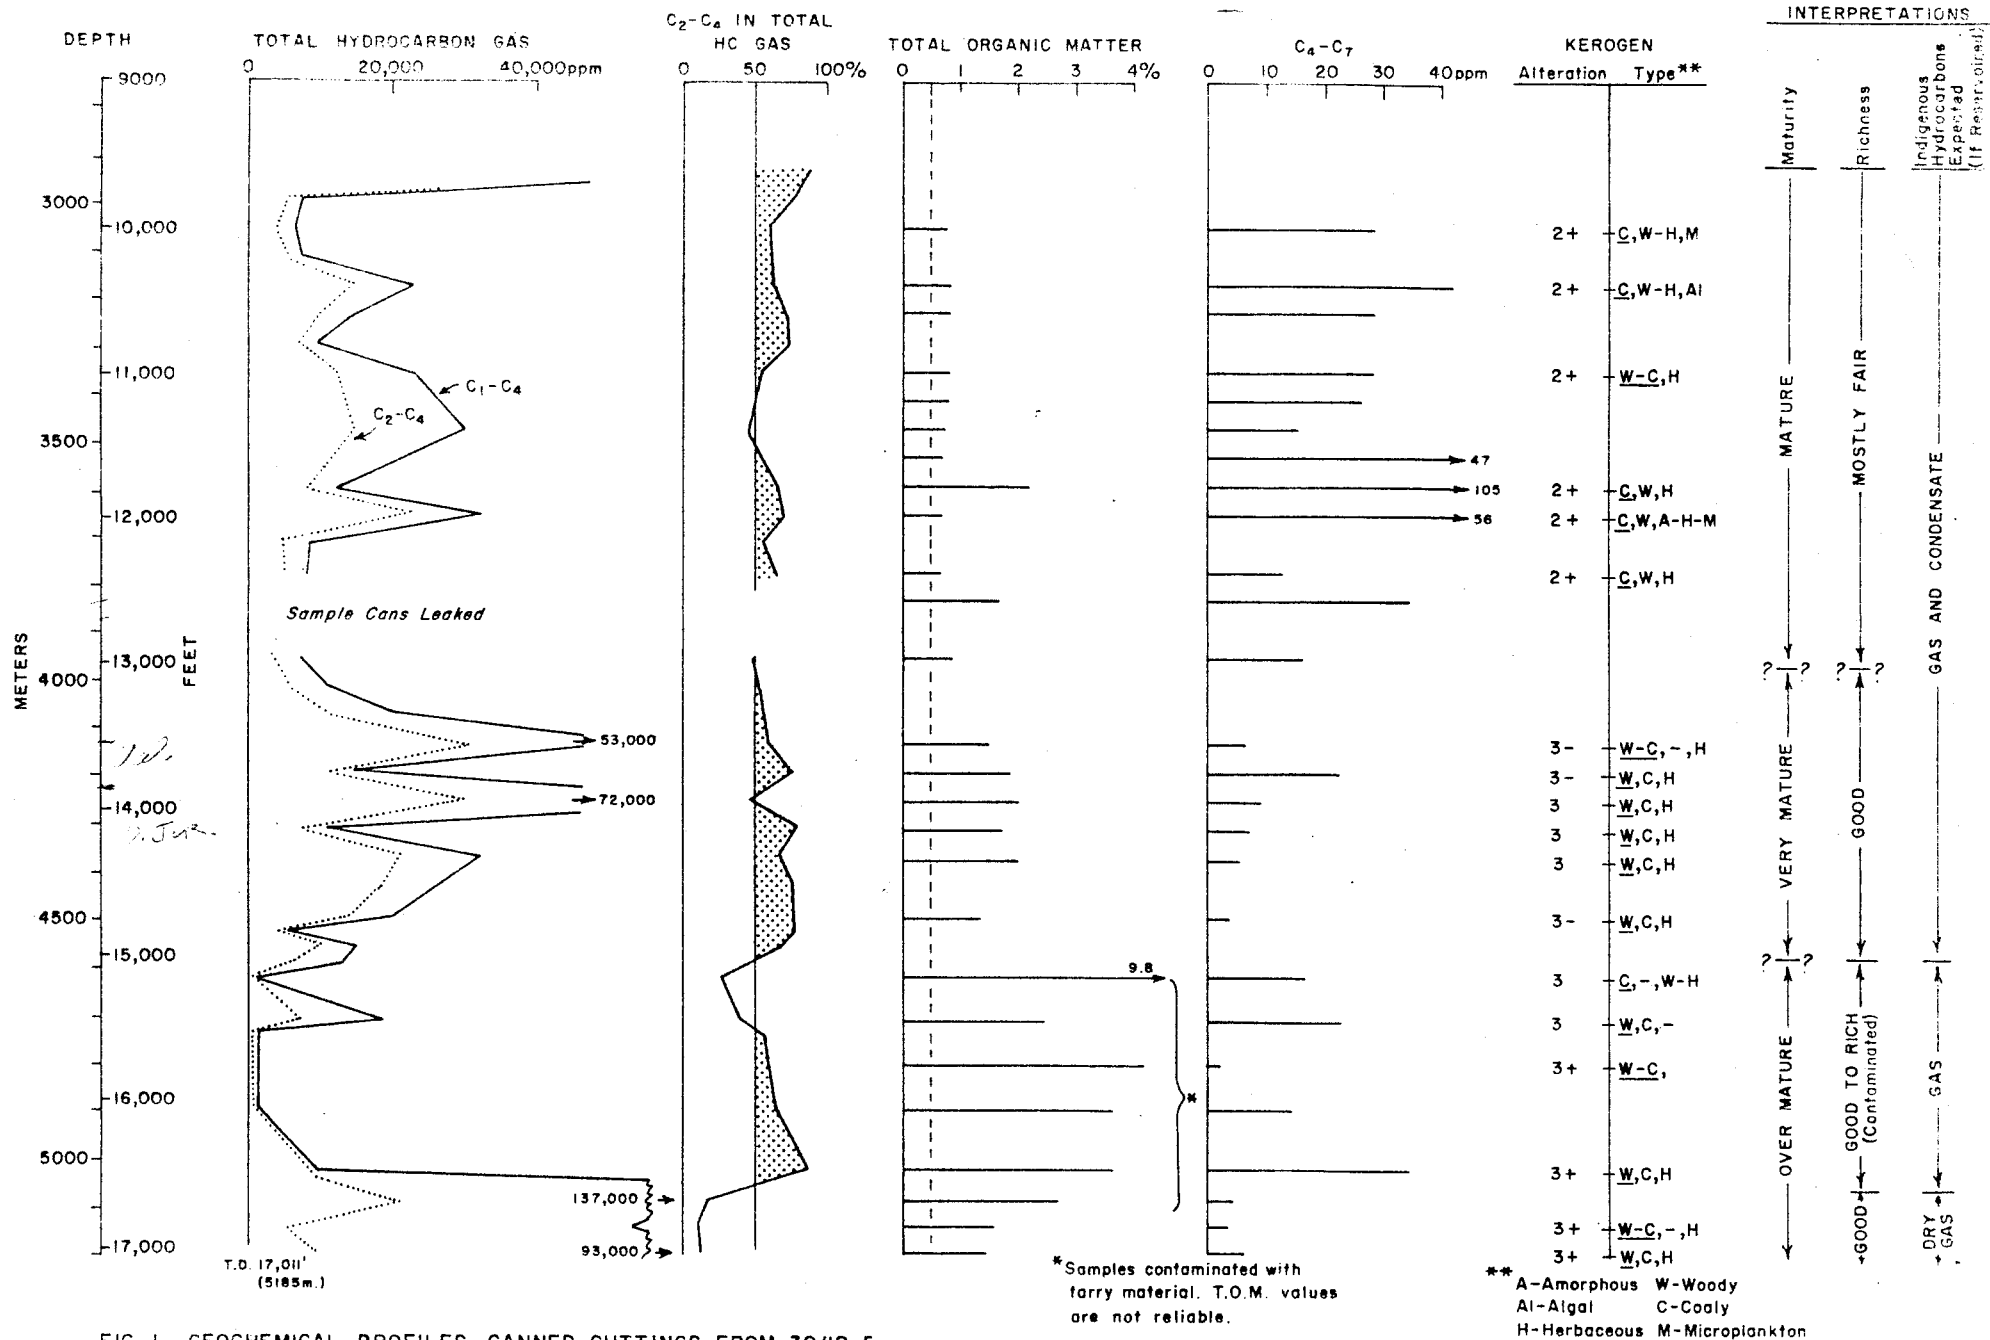 INTERPRETATIONS
C₂-C₄ IN TOTAL
HC GAS
DEPTH
TOTAL HYDROCARBON GAS
TOTAL ORGANIC MATTER
C₄-C₇
KEROGEN
0 20,000 40,000ppm
0 50 100%
0 1 2 3 4%
0 10 20 30 40ppm
Alteration Type**
Maturity
Richness
Indigenous
Hydrocarbons
Expected
(If Reservoired)
9000
3000
10,000
2+ C,W-H,M
2+ C,W-H,Al
11,000
C₁-C₄
2+ W-C,H
C₂-C₄
3500
47
105
2+ C,W,H
12,000
56
2+ C,W,A-H-M
2+ C,W,H
Sample Cans Leaked
METERS
FEET
13,000
4000
MATURE
MOSTLY FAIR
GAS AND CONDENSATE
? ?
? ?
53,000
3- W-C,-,H
3- W,C,H
72,000
14,000
3 W,C,H
J. Jur.
3 W,C,H
3 W,C,H
VERY MATURE
GOOD
4500
3- W,C,H
15,000
? ?
9.8
3 C,-,W-H
3 W,C,-
3+ W-C,
16,000
*
OVER MATURE
GOOD TO RICH
(Contaminated)
GAS
5000
3+ W,C,H
137,000
3+ W-C,-,H
GOOD
DRY
GAS
17,000
93,000
3+ W,C,H
T.D. 17,011'
(5185m.)
*Samples contaminated with
tarry material. T.O.M. values
are not reliable.
**
A-Amorphous W-Woody
Al-Algal C-Coaly
H-Herbaceous M-Microplankton